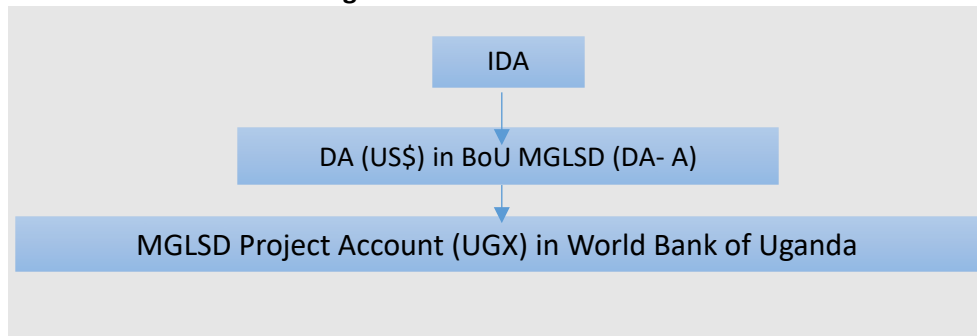 IDA
DA (US$) in BoU MGLSD (DA- A)
MGLSD Project Account (UGX) in World Bank of Uganda